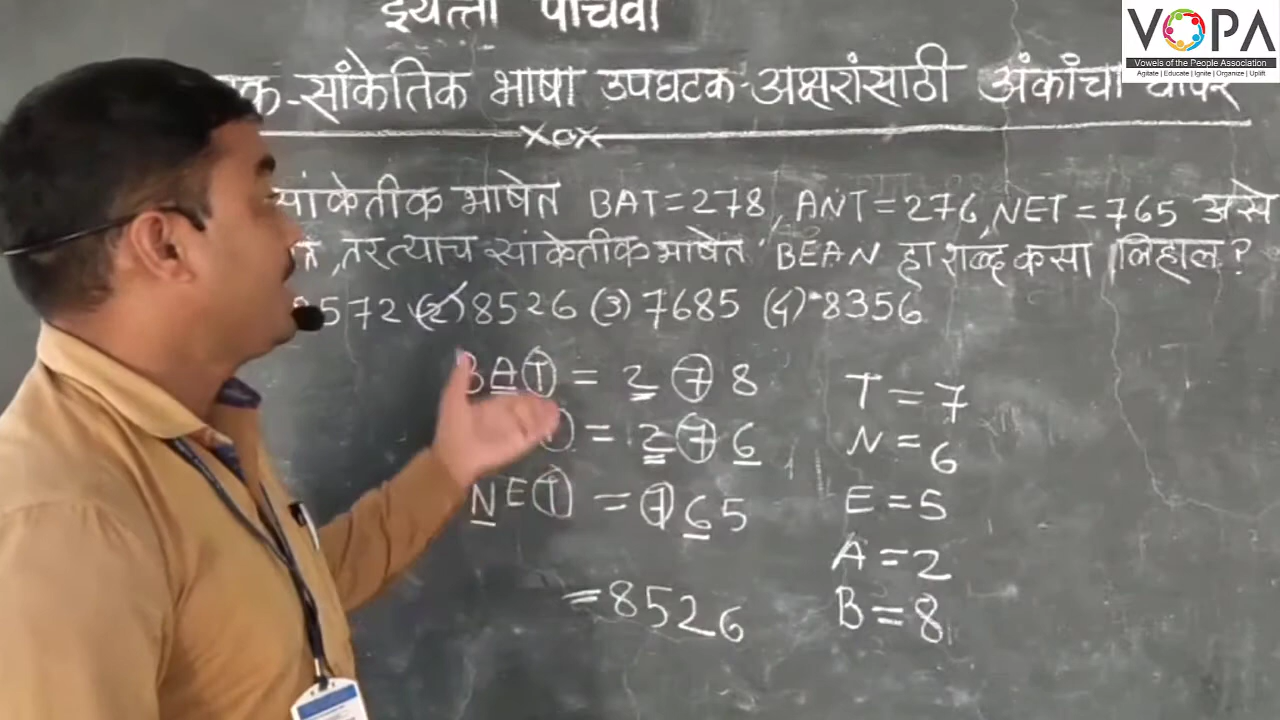 इयत्ता पाचवी
सांकेतिक भाषा उपघटक-अक्षरांसाठी अंकांचा वापर
xox
सांकेतीक भाषेत BAT=278, ANT=276, NET=765 असे
, तर त्याच सांकेतीक भाषेत 'BEAN हा शब्द कसा लिहाल?
8572 (2) 8526 (3) 7685 (4) 8356
BAT = 278
= 276
NET = 765
= 8526
T = 7
N = 6
E = 5
A = 2
B = 8
VOPA
Vowels of the People Association
Agitate | Educate | Ignite | Organize | Uplift